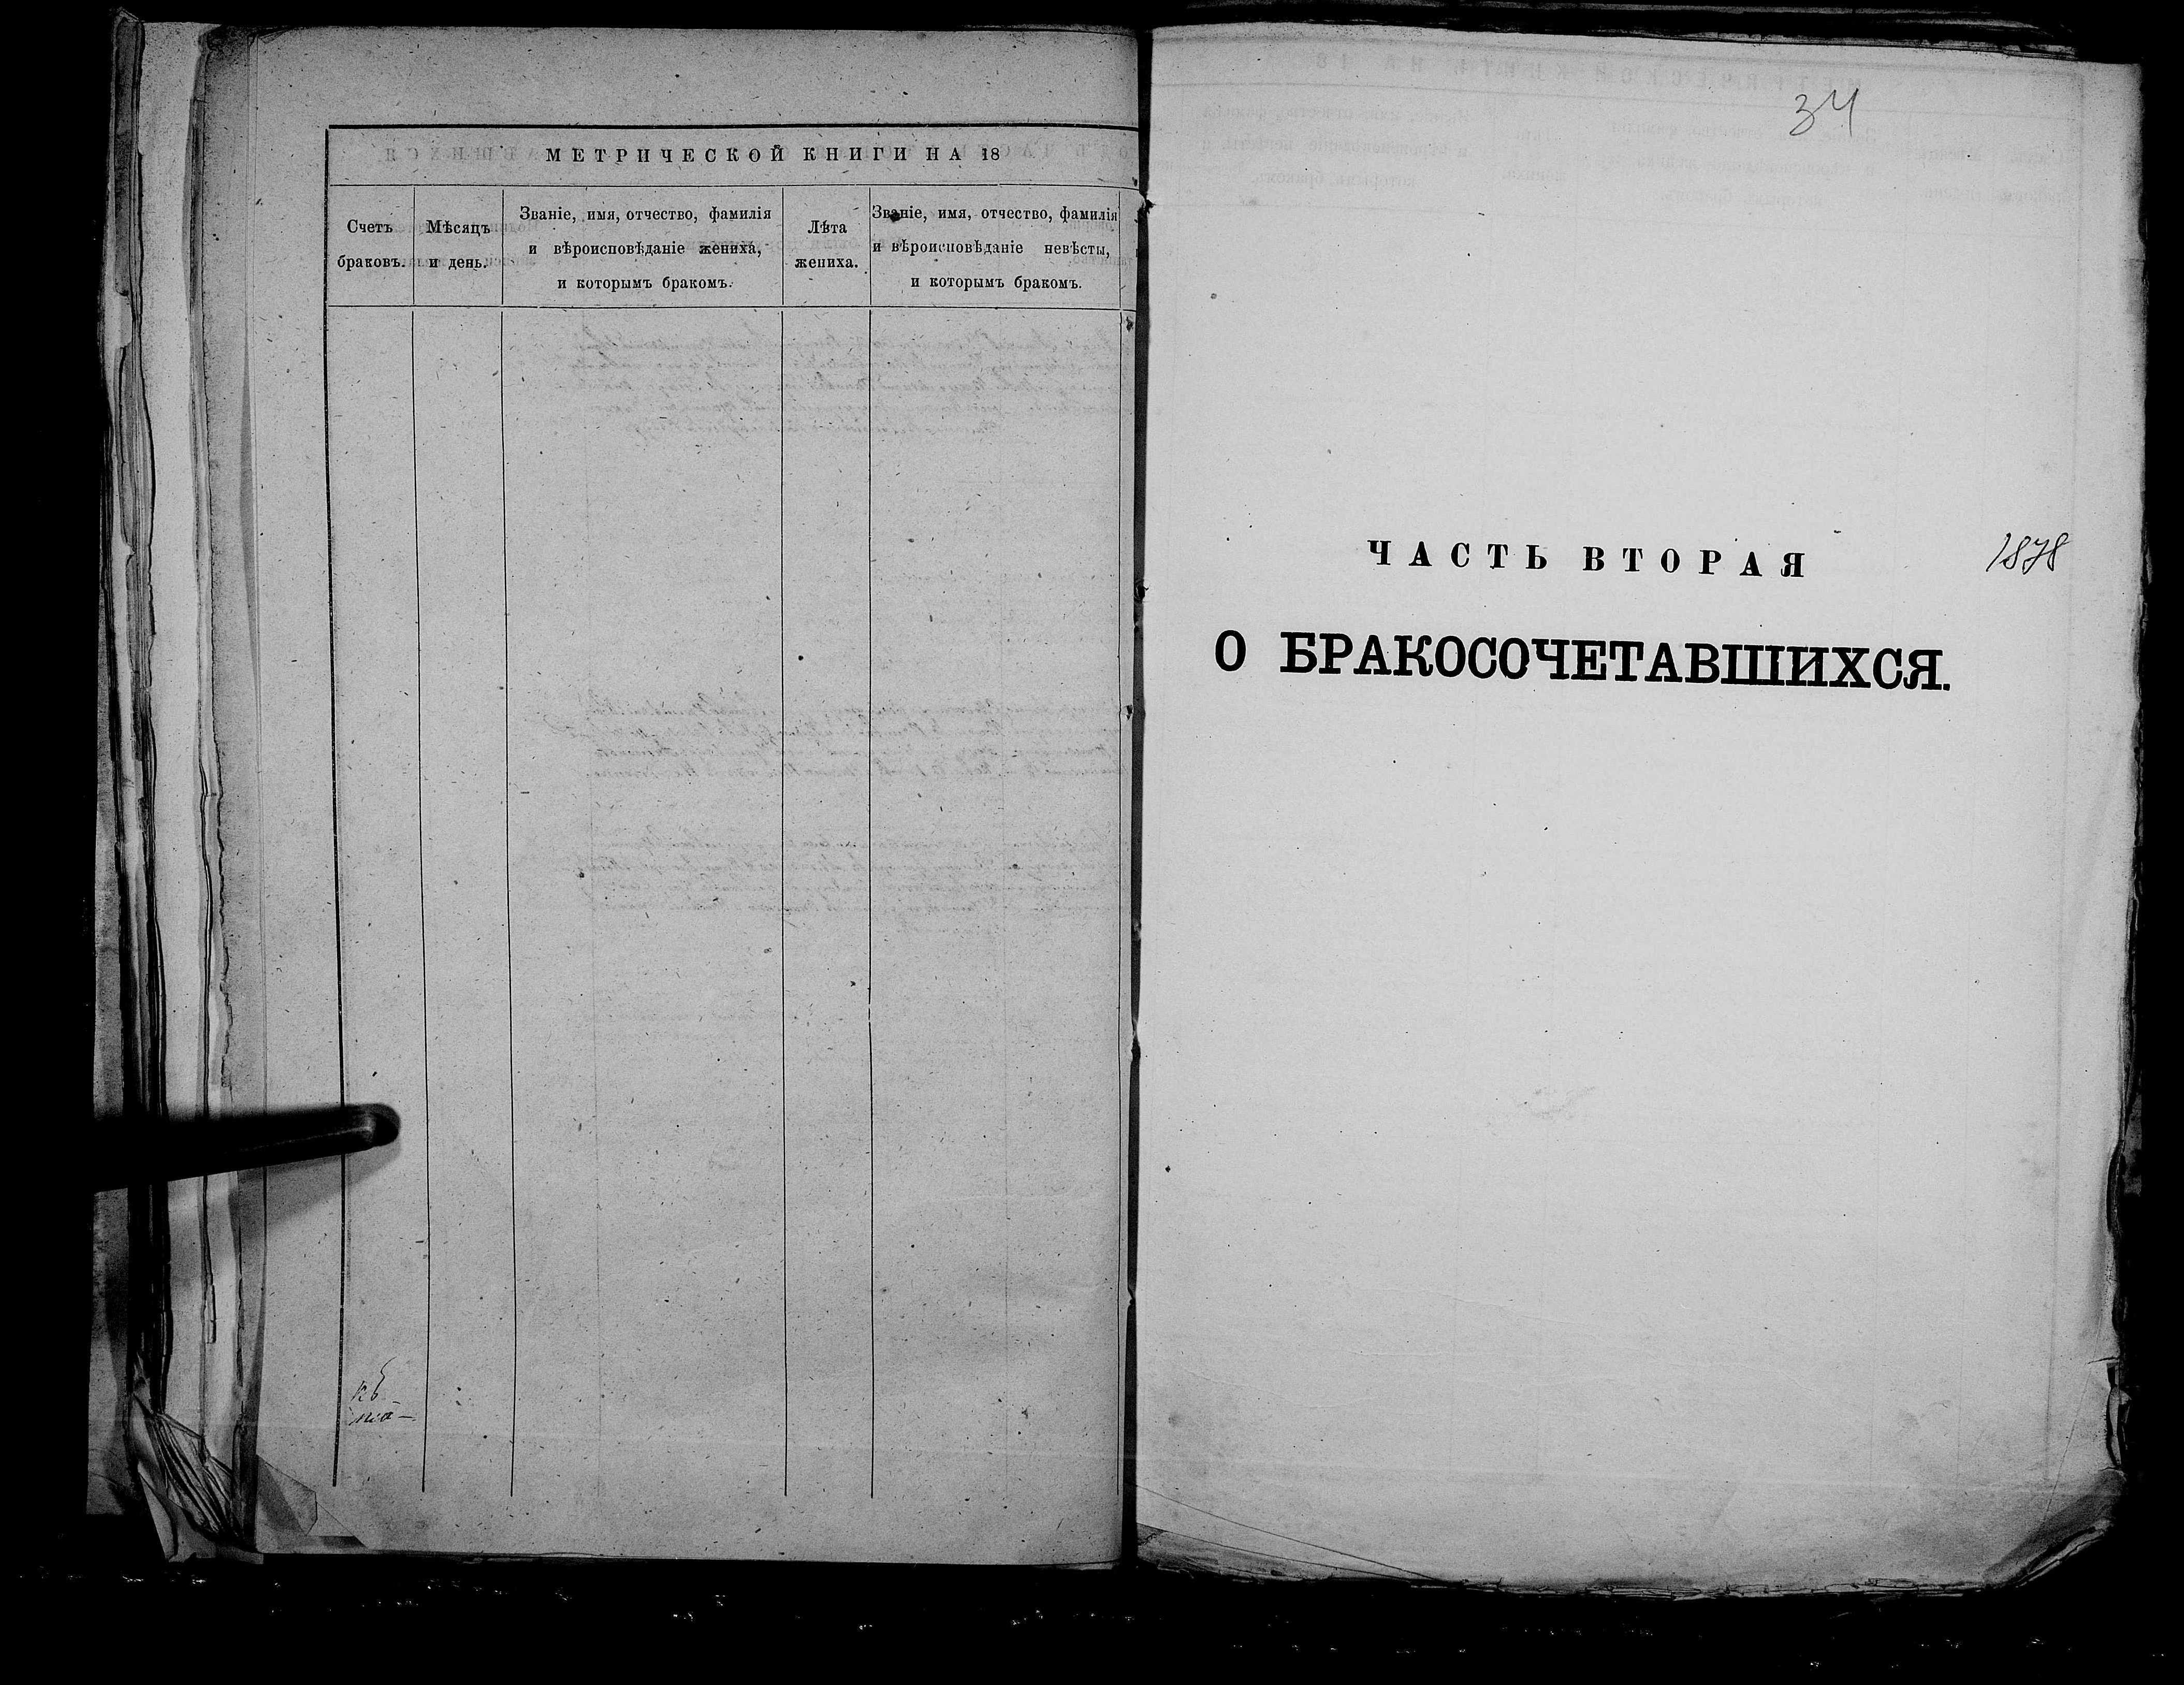 МЕТРИЧЕСКОЙ КНИГИ НА 18
Счетъ
браковъ.
Мѣсяцъ
и день.
Званіе, имя, отчество, фамилія
и вѣроисповѣданіе жениха,
и которымъ бракомъ.
Лѣта
жениха.
Званіе, имя, отчество, фамилія
и вѣроисповѣданіе невѣсты,
и которымъ бракомъ.
34
ЧАСТЬ ВТОРАЯ
1878
О БРАКОСОЧЕТАВШИХСЯ.